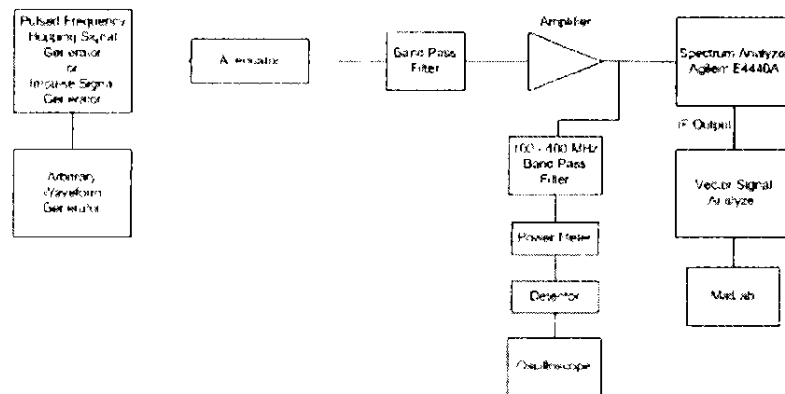 Pulsed Frequency
Hopping Signal
Generator
or
Impulse Signal
Generator
Arbitrary
Waveform
Generator
Attenuator
Band Pass
Filter
Amplifier
Spectrum Analyzer
Agilent E4440A
IF Output
100 - 400 MHz
Band Pass
Filter
Vector Signal
Analyze
Power Meter
Detector
MatLab
Oscilloscope